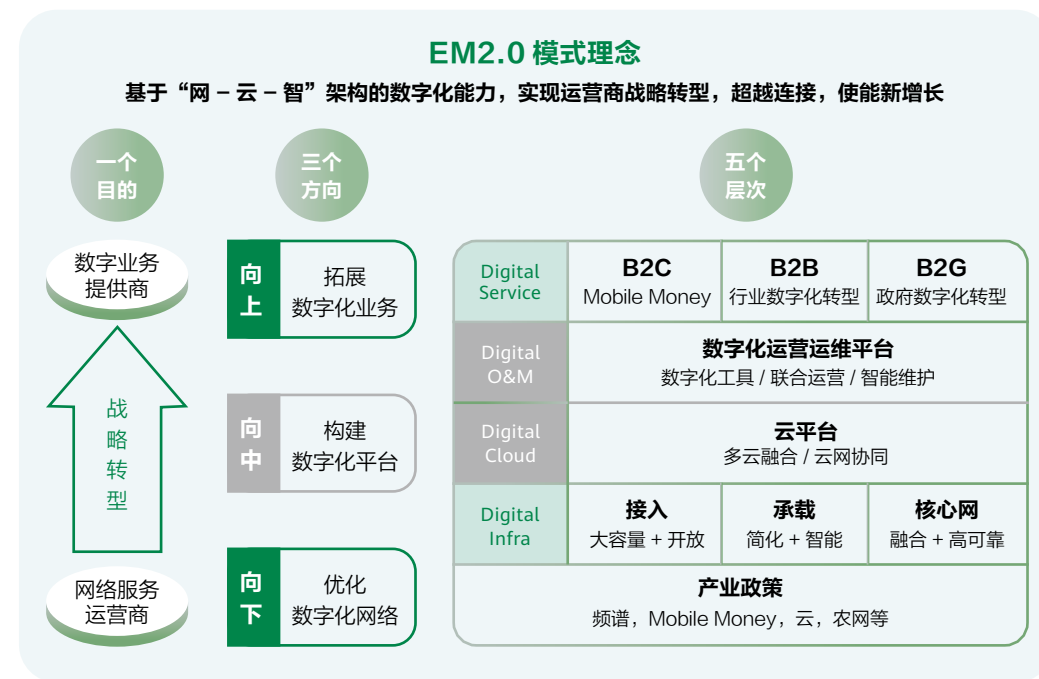 EM2.0 模式理念
基于“网 – 云 – 智”架构的数字化能力，实现运营商战略转型，超越连接，使能新增长
一个
目的
三个
方向
五个
层次
数字业务
提供商
战
略
转
型
网络服务
运营商
向
上
拓展
数字化业务
向
中
构建
数字化平台
向
下
优化
数字化网络
Digital
Service
B2C
Mobile Money
B2B
行业数字化转型
B2G
政府数字化转型
Digital
O&M
数字化运营运维平台
数字化工具 / 联合运营 / 智能维护
Digital
Cloud
云平台
多云融合 / 云网协同
Digital
Infra
接入
大容量 + 开放
承载
简化 + 智能
核心网
融合 + 高可靠
产业政策
频谱，Mobile Money，云，农网等